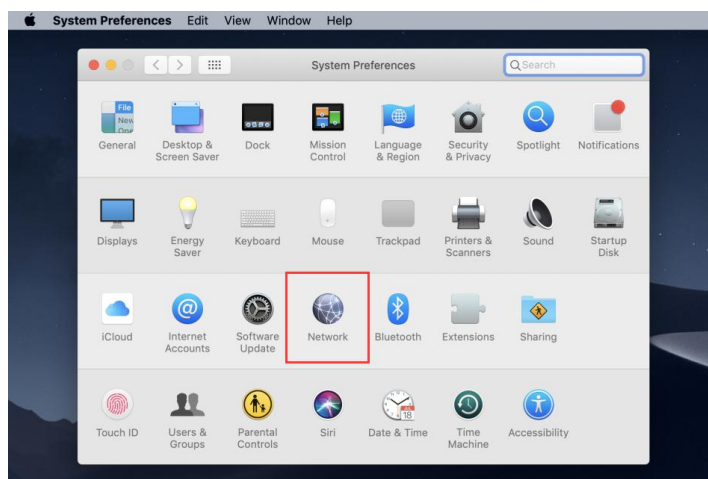 System Preferences Edit View Window Help
System Preferences
Search
File
New
General
Desktop &
Screen Saver
Dock
Mission
Control
Language
& Region
Security
& Privacy
Spotlight
Notifications
Displays
Energy
Saver
Keyboard
Mouse
Trackpad
Printers &
Scanners
Sound
Startup
Disk
iCloud
Internet
Accounts
Software
Update
Network
Bluetooth
Extensions
Sharing
Touch ID
Users &
Groups
Parental
Controls
Siri
JUL
18
Date & Time
Time
Machine
Accessibility